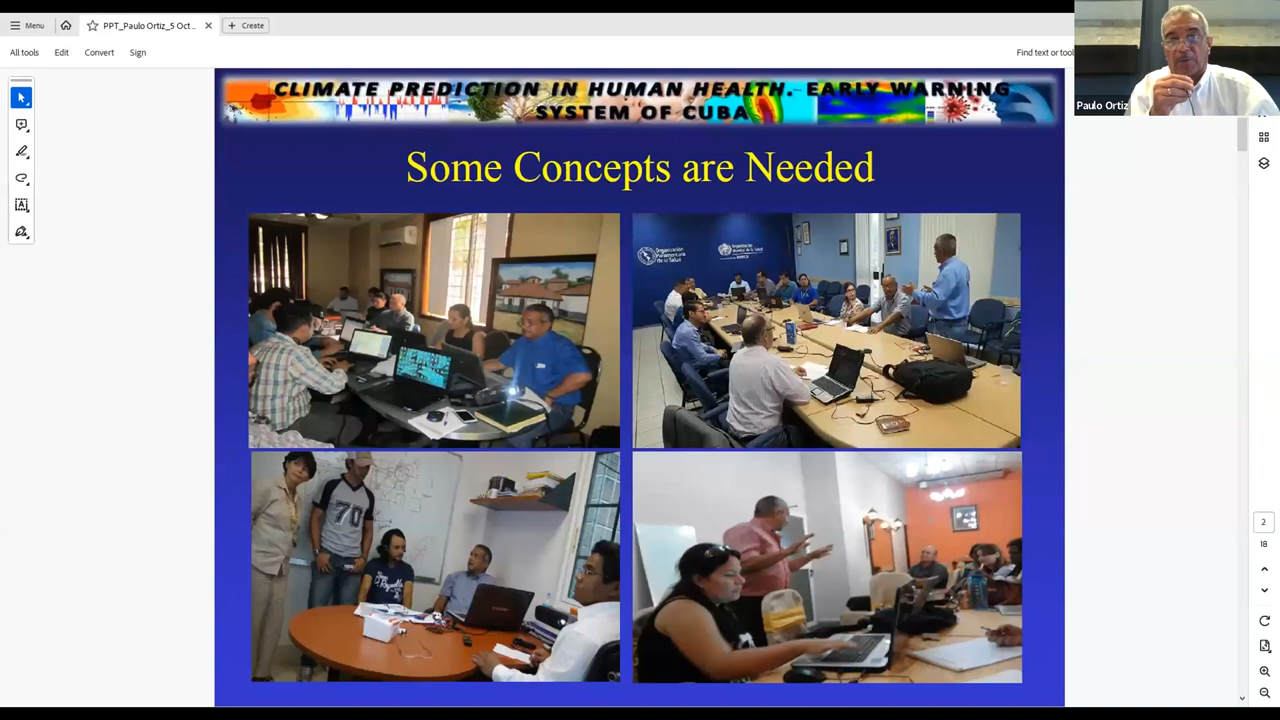 Menu
PPT_Paulo Ortiz_5 Oct ...
Create
All tools
Edit
Convert
Sign
Find text or tool
Paulo Ortiz
CLIMATE PREDICTION IN HUMAN HEALTH. EARLY WARNING
SYSTEM OF CUBA
Some Concepts are Needed
Organización
Panamericana
de la Salud
Organización
Mundial de la Salud
70
2
18